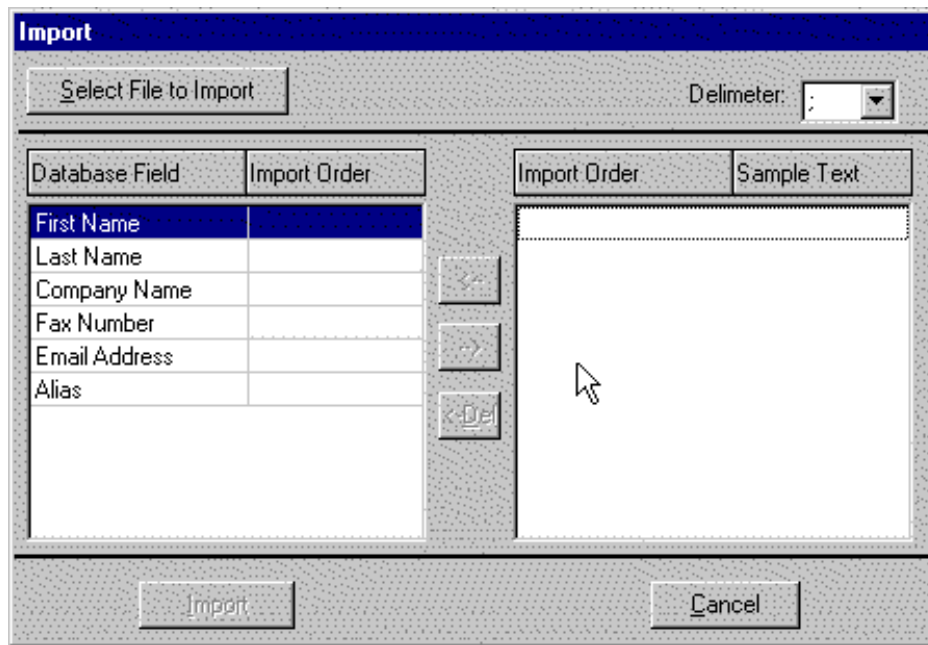 Import
Select File to Import
Delimeter: ;
Database Field Import Order
Import Order Sample Text
First Name
Last Name
Company Name
Fax Number
Email Address
Alias
<-
->
<-Del
Import
Cancel